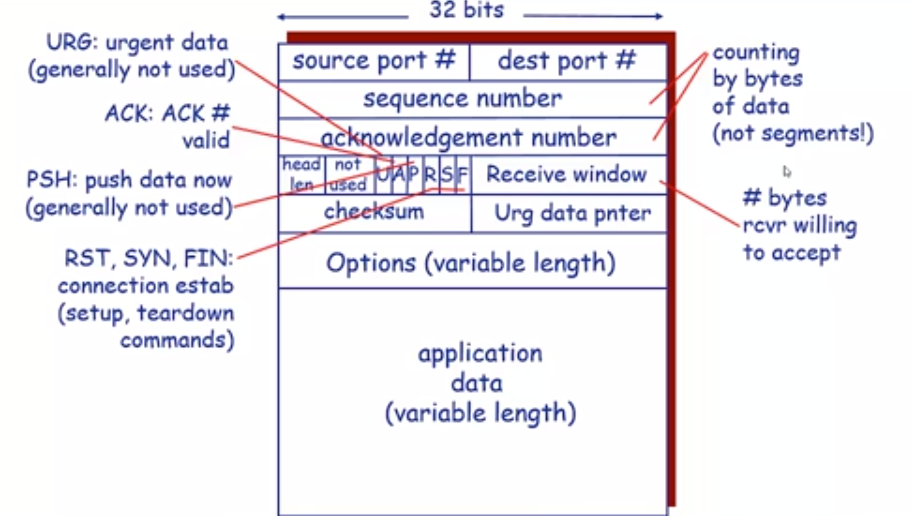 32 bits
URG: urgent data
(generally not used)
ACK: ACK #
valid
PSH: push data now
(generally not used)
RST, SYN, FIN:
connection estab
(setup, teardown
commands)
source port # dest port #
sequence number
acknowledgement number
head
len
not
used
U A P R S F
Receive window
checksum Urg data pnter
Options (variable length)
application
data
(variable length)
counting
by bytes
of data
(not segments!)
# bytes
rcvr willing
to accept